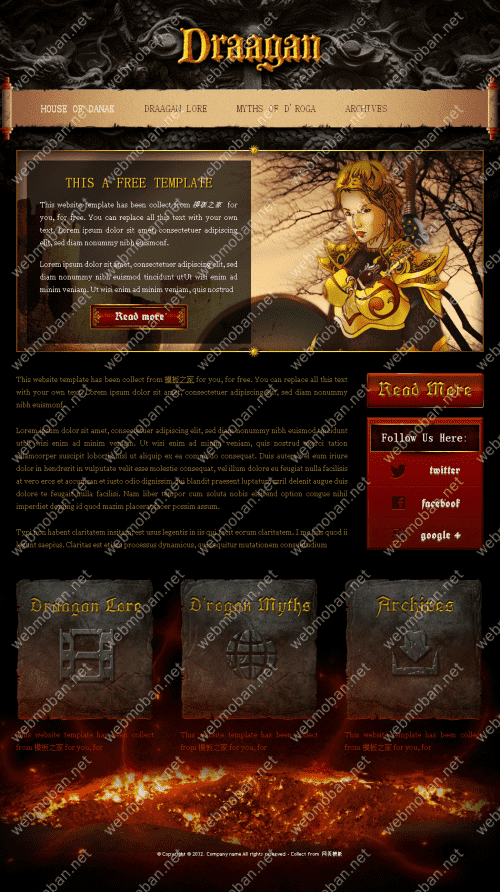 Draagan
HOUSE OF DANAE
DRAAGAN LORE
MYTHS OF D'ROGA
ARCHIVES
THIS A FREE TEMPLATE
This website template has been collect from 模板之家 for
you, for free. You can replace all this text with your own
text. Lorem ipsum dolor sit amet, consectetuer adipiscing
elit, sed diam nonummy nibh euismonf.
Lorem ipsum dolor sit amet, consectetuer adipiscing elit, sed
diam nonummy nibh euismod tincidunt utUt wisi enim ad
minim veniam. Ut wisi enim ad minim veniam, quis nostrud
Read more
This website template has been collect from 模板之家 for you, for free. You can replace all this text
with your own text. Lorem ipsum dolor sit amet, consectetuer adipiscing elit, sed diam nonummy
nibh euismonf.
Lorem ipsum dolor sit amet, consectetuer adipiscing elit, sed diam nonummy nibh euismod tincidunt
utUt wisi enim ad minim veniam. Ut wisi enim ad minim veniam, quis nostrud exerci tation
ullamcorper suscipit lobortis nisl ut aliquip ex ea commodo consequat. Duis autem vel eum iriure
dolor in hendrerit in vulputate velit esse molestie consequat, vel illum dolore eu feugiat nulla facilisis
at vero eros et accumsan et iusto odio dignissim. Qui blandit praesent luptatum zzril delenit augue duis
dolore te feugait nulla facilisi. Nam liber tempor cum soluta nobis eleifend option congue nihil
imperdiet doming id quod mazim placerat facer possim assum.
Typi non habent claritatem insitam; est usus legentis in iis qui facit eorum claritatem. I mazim quod ii
legunt saepius. Claritas est etiam processus dynamicus, qui sequitur mutationem consuetudium
Read More
Follow Us Here:
twitter
facebook
google +
Draagan Lore
D'rogan Myths
Archives
This website template has been collect
from 模板之家 for you, for
This website template has been collect
from 模板之家 for you, for
This website template has been collect
from 模板之家 for you, for
© Copyright © 2012. Company name All rights reserved. - Collect from
webmoban.net